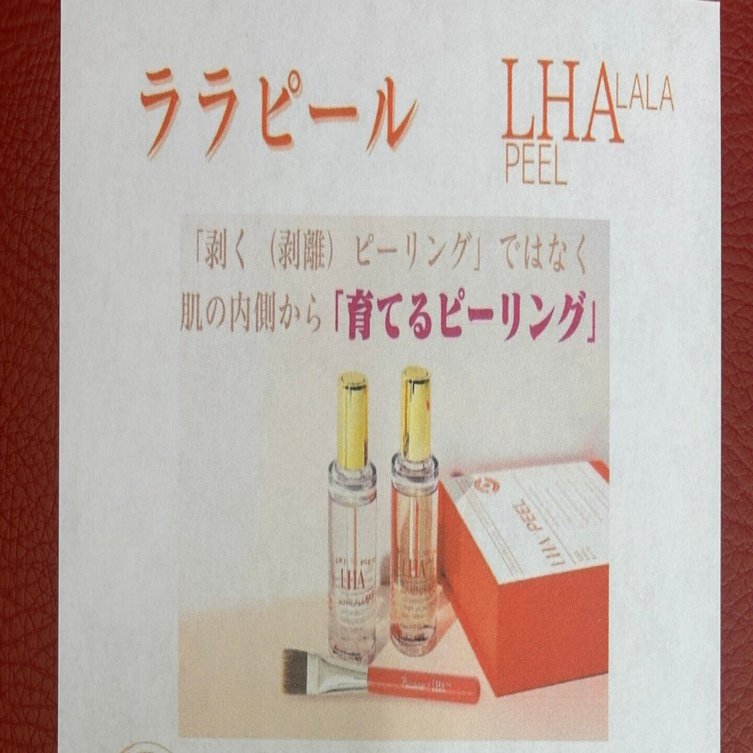 ララピール
LHA LALA
PEEL
「剥く（剥離）ピーリング」ではなく
肌の内側から「育てるピーリング」
LHA
LHA
LHA PEEL